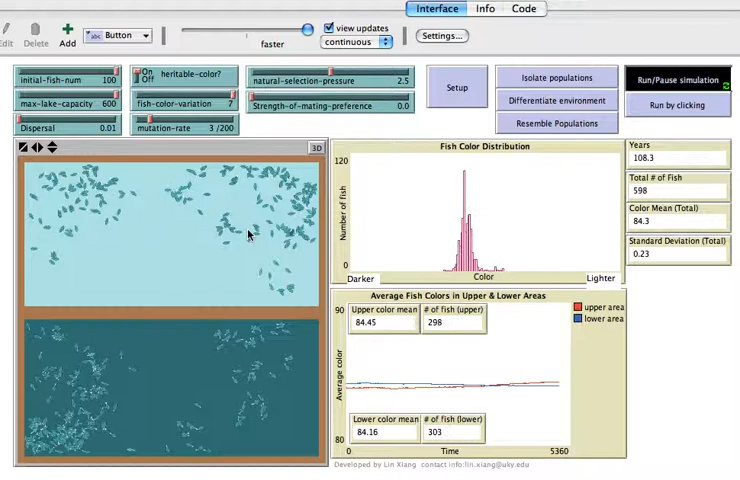 Interface Info Code
Edit Delete Add abc Button faster view updates continuous Settings...
initial-fish-num 100
max-lake-capacity 600
Dispersal 0.01
On Off heritable-color?
fish-color-variation 7
mutation-rate 3 /200
natural-selection-pressure 2.5
Strength-of-mating-preference 0.0
Setup
Isolate populations
Differentiate environment
Resemble Populations
Run/Pause simulation
Run by clicking
3D
Fish Color Distribution
120
Number of fish
0
Color
Darker
Lighter
Years
108.3
Total # of Fish
598
Color Mean (Total)
84.3
Standard Deviation (Total)
0.23
Average Fish Colors in Upper & Lower Areas
90
Average color
80
0 Time 5360
Upper color mean
84.45
# of fish (upper)
298
Lower color mean
84.16
# of fish (lower)
303
upper area
lower area
Developed by Lin Xiang contact info:lin.xiang@uky.edu